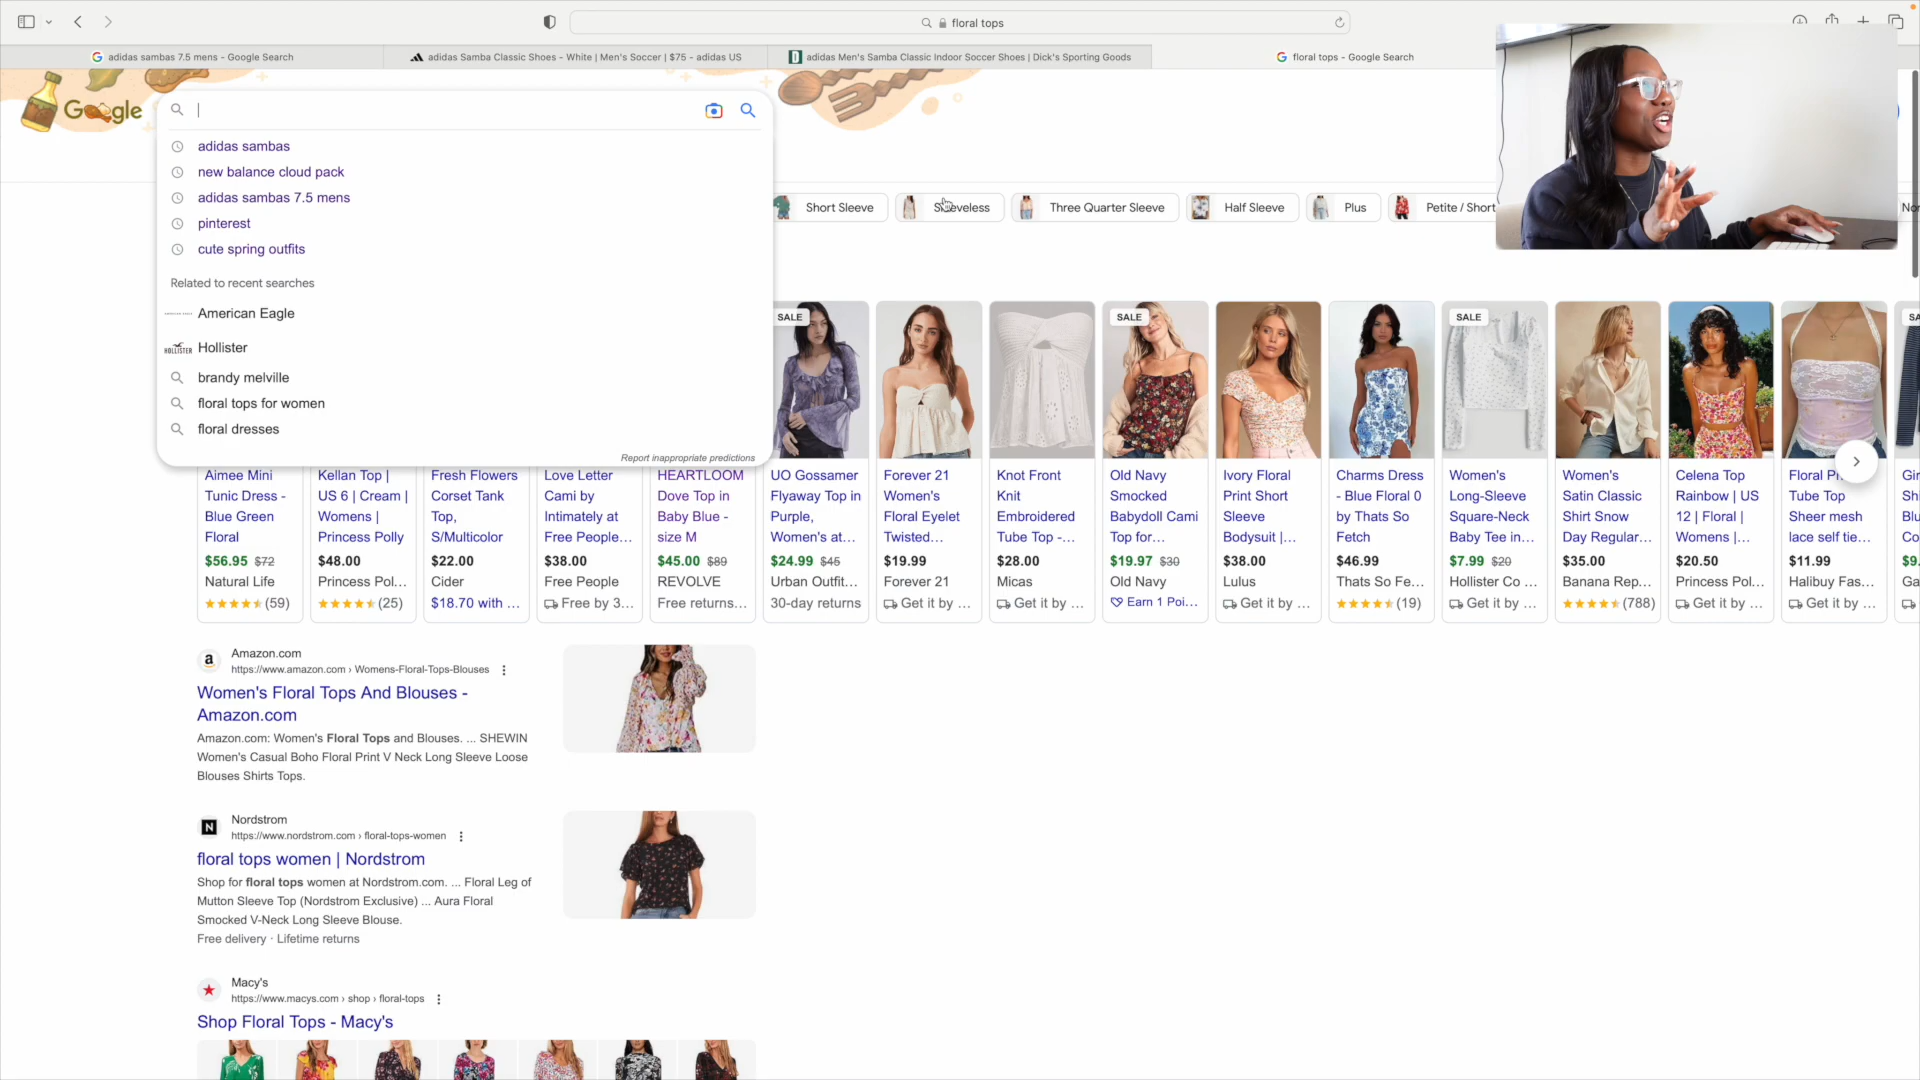 floral tops
adidas sambas 7.5 mens - Google Search
adidas Samba Classic Shoes - White | Men's Soccer | $75 - adidas US
adidas Men's Samba Classic Indoor Soccer Shoes | Dick's Sporting Goods
floral tops - Google Search
Google
adidas sambas
new balance cloud pack
adidas sambas 7.5 mens
pinterest
cute spring outfits
Related to recent searches
American Eagle
HOLLISTER Hollister
brandy melville
floral tops for women
floral dresses
Report inappropriate predictions
Short Sleeve
Three Quarter Sleeve
Half Sleeve
Plus
Petite / Short
SALE
SALE
SALE
Aimee Mini
Tunic Dress -
Blue Green
Floral
$56.95 $72
Natural Life
(59)
Kellan Top |
US 6 | Cream |
Womens |
Princess Polly
$48.00
Princess Pol...
(25)
Fresh Flowers
Corset Tank
Top,
S/Multicolor
$22.00
Cider
$18.70 with ...
Love Letter
Cami by
Intimately at
Free People...
$38.00
Free People
Free by 3...
HEARTLOOM
Dove Top in
Baby Blue -
size M
$45.00 $89
REVOLVE
Free returns...
UO Gossamer
Flyaway Top in
Purple,
Women's at...
$24.99 $45
Urban Outfit...
30-day returns
Forever 21
Women's
Floral Eyelet
Twisted...
$19.99
Forever 21
Get it by ...
Knot Front
Knit
Embroidered
Tube Top -...
$28.00
Micas
Get it by ...
Old Navy
Smocked
Babydoll Cami
Top for...
$19.97 $30
Old Navy
Earn 1 Poi...
Ivory Floral
Print Short
Sleeve
Bodysuit |...
$38.00
Lulus
Get it by ...
Charms Dress
- Blue Floral 0
by Thats So
Fetch
$46.99
Thats So Fe...
(19)
Women's
Long-Sleeve
Square-Neck
Baby Tee in...
$7.99 $20
Hollister Co ...
Get it by ...
Women's
Satin Classic
Shirt Snow
Day Regular...
$35.00
Banana Rep...
(788)
Celena Top
Rainbow | US
12 | Floral |
Womens |...
$20.50
Princess Pol...
Get it by ...
Floral
Tube Top
Sheer mesh
lace self tie...
$11.99
Halibuy Fas...
Get it by ...
Amazon.com
https://www.amazon.com › Womens-Floral-Tops-Blouses
Women's Floral Tops And Blouses -
Amazon.com
Amazon.com: Women's Floral Tops and Blouses. ... SHEWIN
Women's Casual Boho Floral Print V Neck Long Sleeve Loose
Blouses Shirts Tops.
Nordstrom
https://www.nordstrom.com › floral-tops-women
floral tops women | Nordstrom
Shop for floral tops women at Nordstrom.com. ... Floral Leg of
Mutton Sleeve Top (Nordstrom Exclusive) ... Aura Floral
Smocked V-Neck Long Sleeve Blouse.
Free delivery · Lifetime returns
Macy's
https://www.macys.com › shop › floral-tops
Shop Floral Tops - Macy's